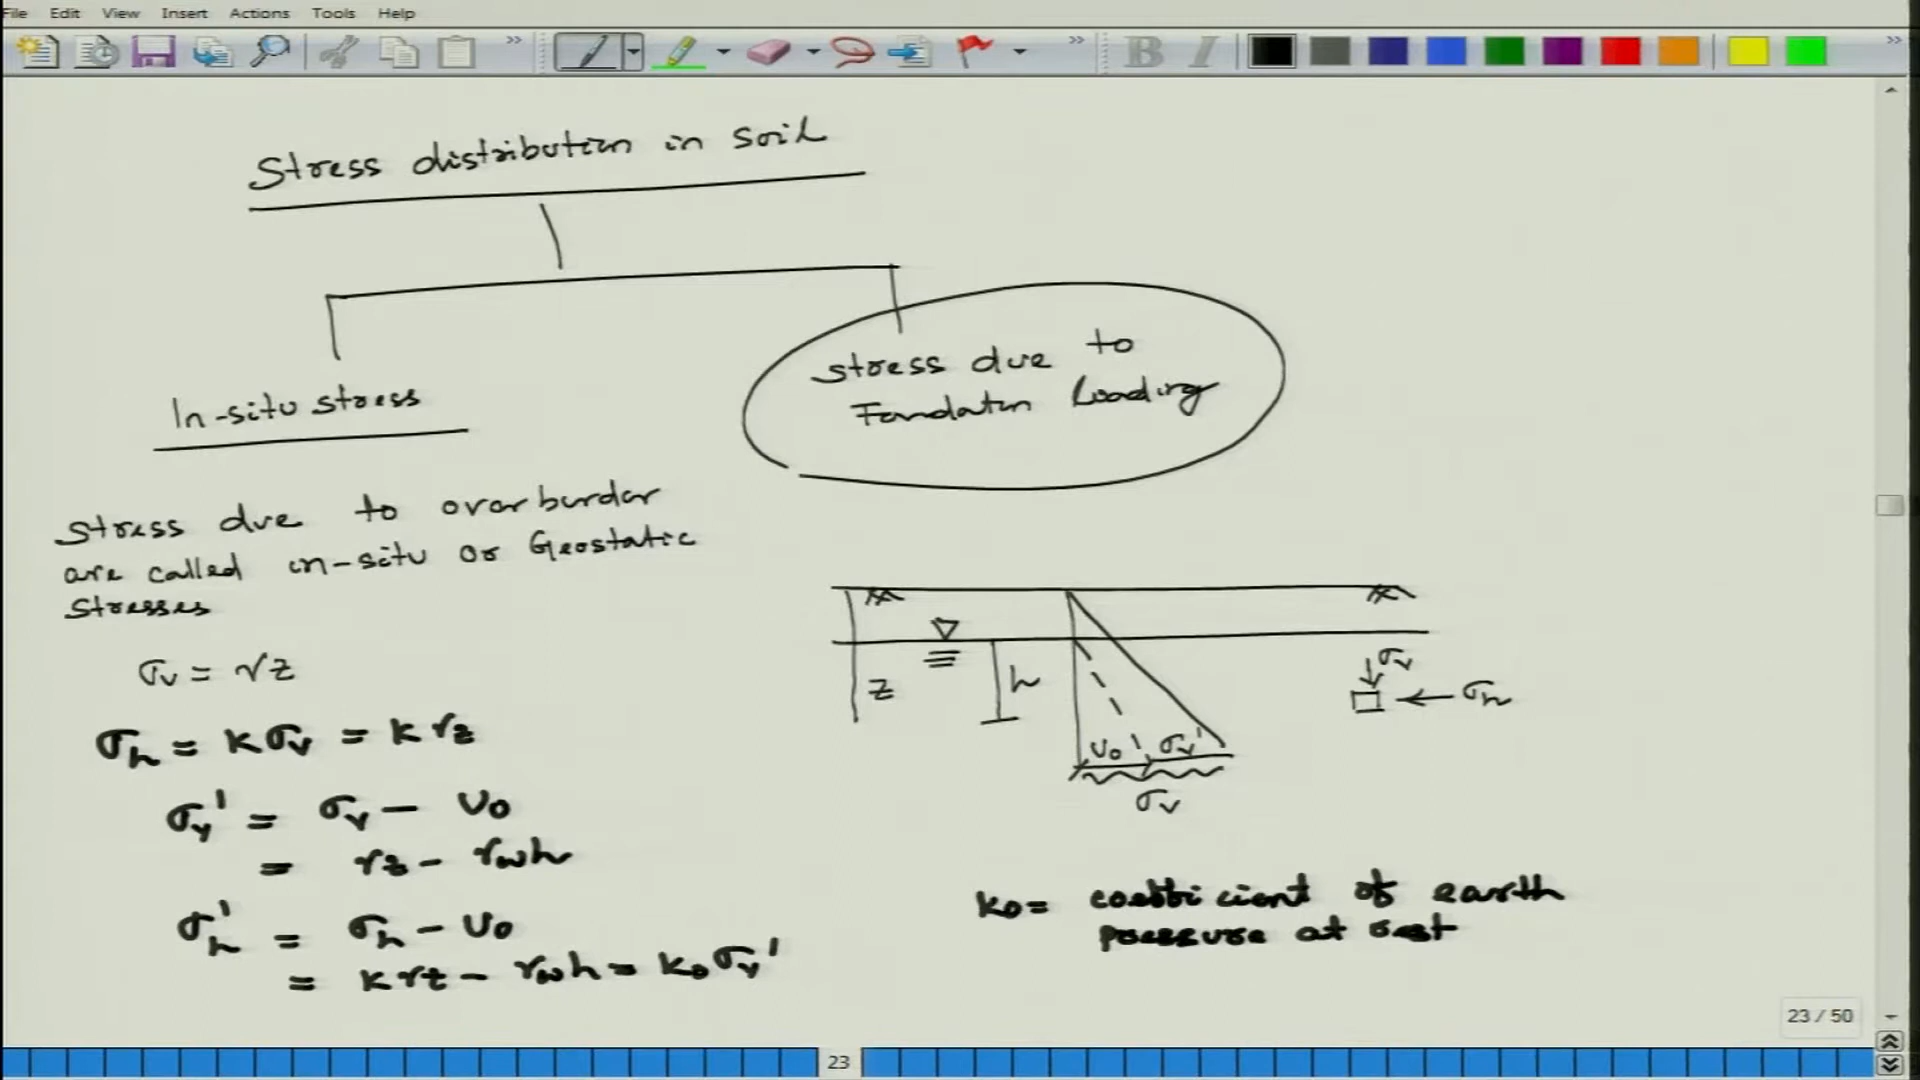 File Edit View Insert Actions Tools Help
Stress distribution in soil
In-situ stress
stress due to
Foundation Loading
Stress due to overburden
are called in-situ or Geostatic
stresses
σv = γz
σh = kσv = kγz
σv' = σv - u0
= γz - γwh
σh' = σh - u0
= kγz - γwh = k0σv'
z
h
u0 σv'
σv
σv
σh
k0 = coefficient of earth
pressure at rest
23 / 50
23